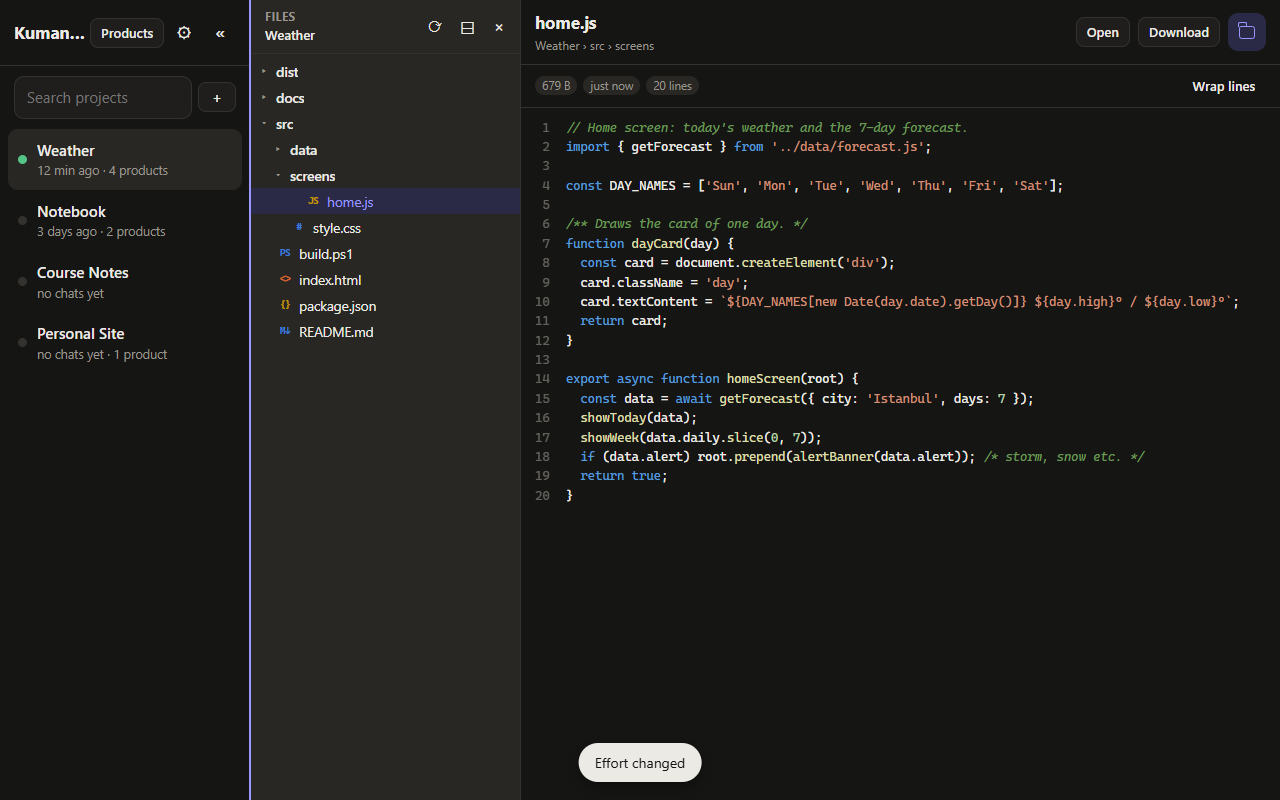 Kuman...
Products
«
Search projects
+
Weather
12 min ago · 4 products
Notebook
3 days ago · 2 products
Course Notes
no chats yet
Personal Site
no chats yet · 1 product
FILES
Weather
×
dist
docs
src
data
screens
JS home.js
# style.css
PS build.ps1
<> index.html
{} package.json
M↓ README.md
home.js
Weather › src › screens
Open
Download
679 B
just now
20 lines
Wrap lines
1 // Home screen: today's weather and the 7-day forecast.
2 import { getForecast } from '../data/forecast.js';
3
4 const DAY_NAMES = ['Sun', 'Mon', 'Tue', 'Wed', 'Thu', 'Fri', 'Sat'];
5
6 /** Draws the card of one day. */
7 function dayCard(day) {
8   const card = document.createElement('div');
9   card.className = 'day';
10   card.textContent = `${DAY_NAMES[new Date(day.date).getDay()]} ${day.high}° / ${day.low}°`;
11   return card;
12 }
13
14 export async function homeScreen(root) {
15   const data = await getForecast({ city: 'Istanbul', days: 7 });
16   showToday(data);
17   showWeek(data.daily.slice(0, 7));
18   if (data.alert) root.prepend(alertBanner(data.alert)); /* storm, snow etc. */
19   return true;
20 }
Effort changed